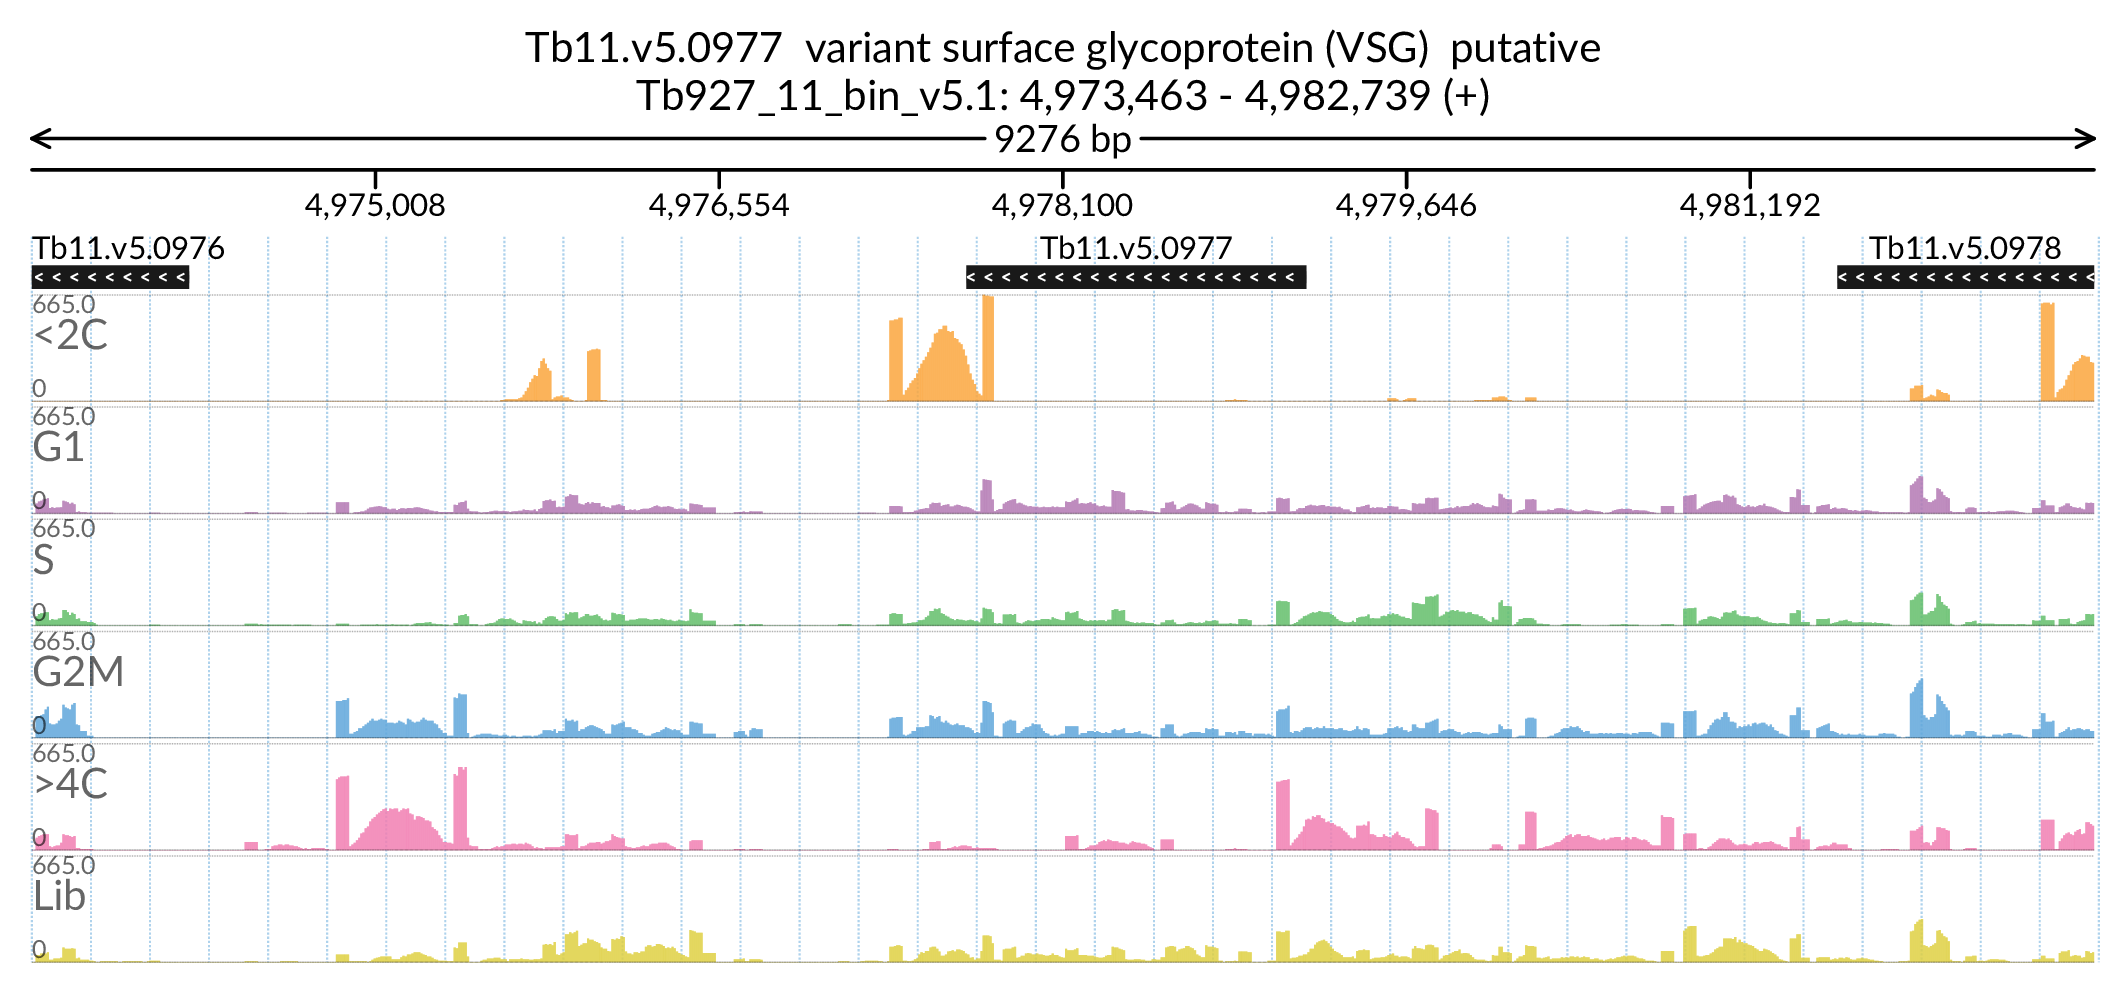 Tb11.v5.0977 variant surface glycoprotein (VSG) putative
Tb927_11_bin_v5.1: 4,973,463 - 4,982,739 (+)
9276 bp
4,975,008 4,976,554 4,978,100 4,979,646 4,981,192
Tb11.v5.0976 Tb11.v5.0977 Tb11.v5.0978
665.0
<2C
0
665.0
G1
0
665.0
S
0
665.0
G2M
0
665.0
>4C
0
665.0
Lib
0